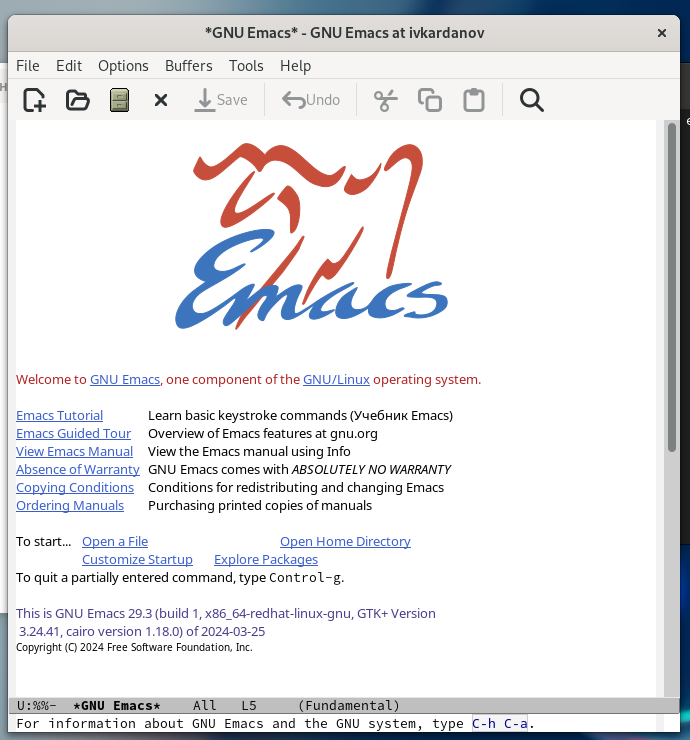 *GNU Emacs* - GNU Emacs at ivkardanov
File Edit Options Buffers Tools Help
Save Undo
Emacs
Welcome to GNU Emacs, one component of the GNU/Linux operating system.
Emacs Tutorial Learn basic keystroke commands (Учебник Emacs)
Emacs Guided Tour Overview of Emacs features at gnu.org
View Emacs Manual View the Emacs manual using Info
Absence of Warranty GNU Emacs comes with ABSOLUTELY NO WARRANTY
Copying Conditions Conditions for redistributing and changing Emacs
Ordering Manuals Purchasing printed copies of manuals
To start... Open a File Open Home Directory
Customize Startup Explore Packages
To quit a partially entered command, type Control-g.
This is GNU Emacs 29.3 (build 1, x86_64-redhat-linux-gnu, GTK+ Version
3.24.41, cairo version 1.18.0) of 2024-03-25
Copyright (C) 2024 Free Software Foundation, Inc.
U:%%- *GNU Emacs* All L5 (Fundamental)
For information about GNU Emacs and the GNU system, type C-h C-a.